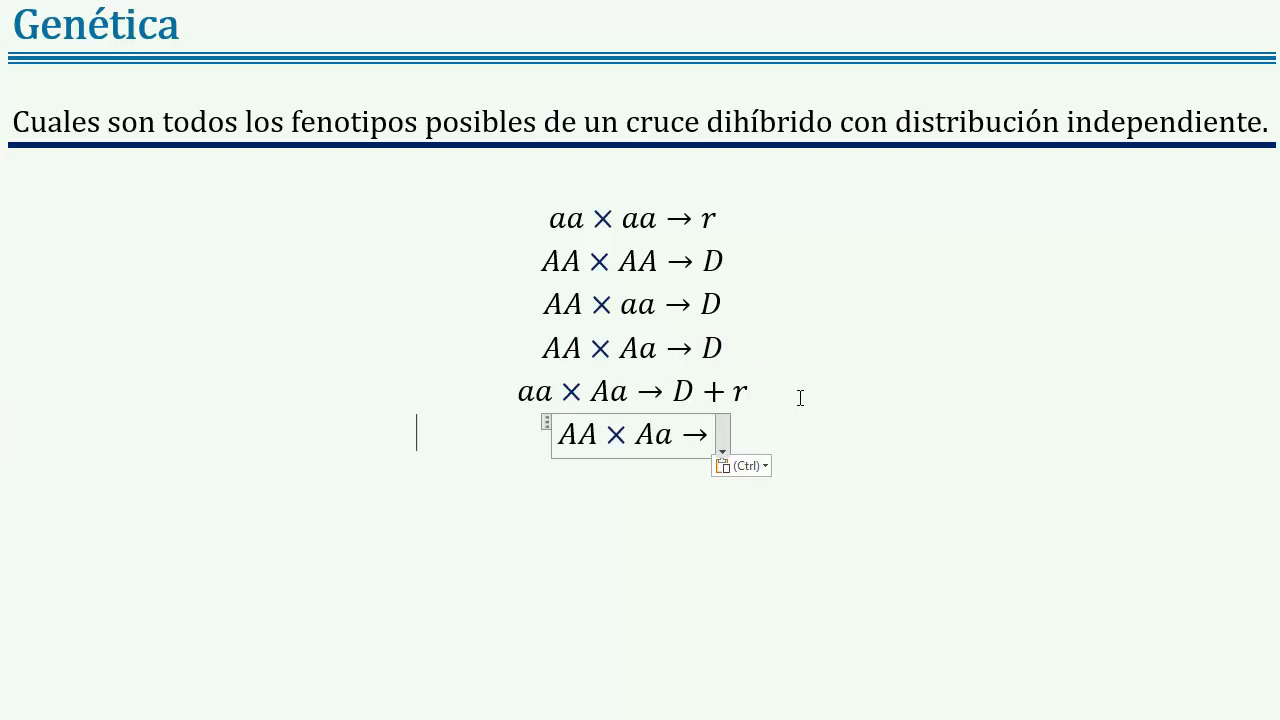 Genética
Cuales son todos los fenotipos posibles de un cruce dihíbrido con distribución independiente.
aa × aa → r
AA × AA → D
AA × aa → D
AA × Aa → D
aa × Aa → D + r
AA × Aa →
(Ctrl)